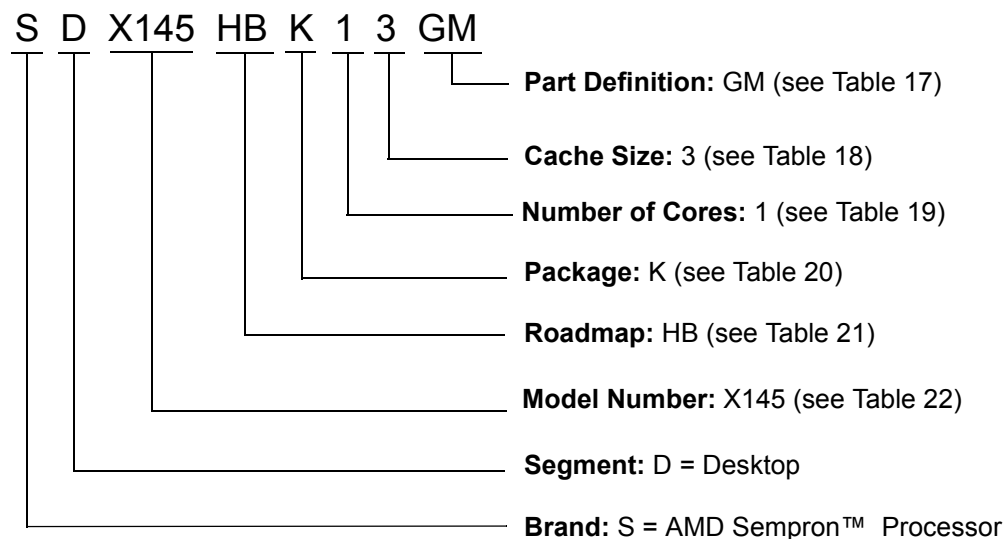 S D X145 HB K 1 3 GM
Part Definition: GM (see Table 17)
Cache Size: 3 (see Table 18)
Number of Cores: 1 (see Table 19)
Package: K (see Table 20)
Roadmap: HB (see Table 21)
Model Number: X145 (see Table 22)
Segment: D = Desktop
Brand: S = AMD Sempron™ Processor